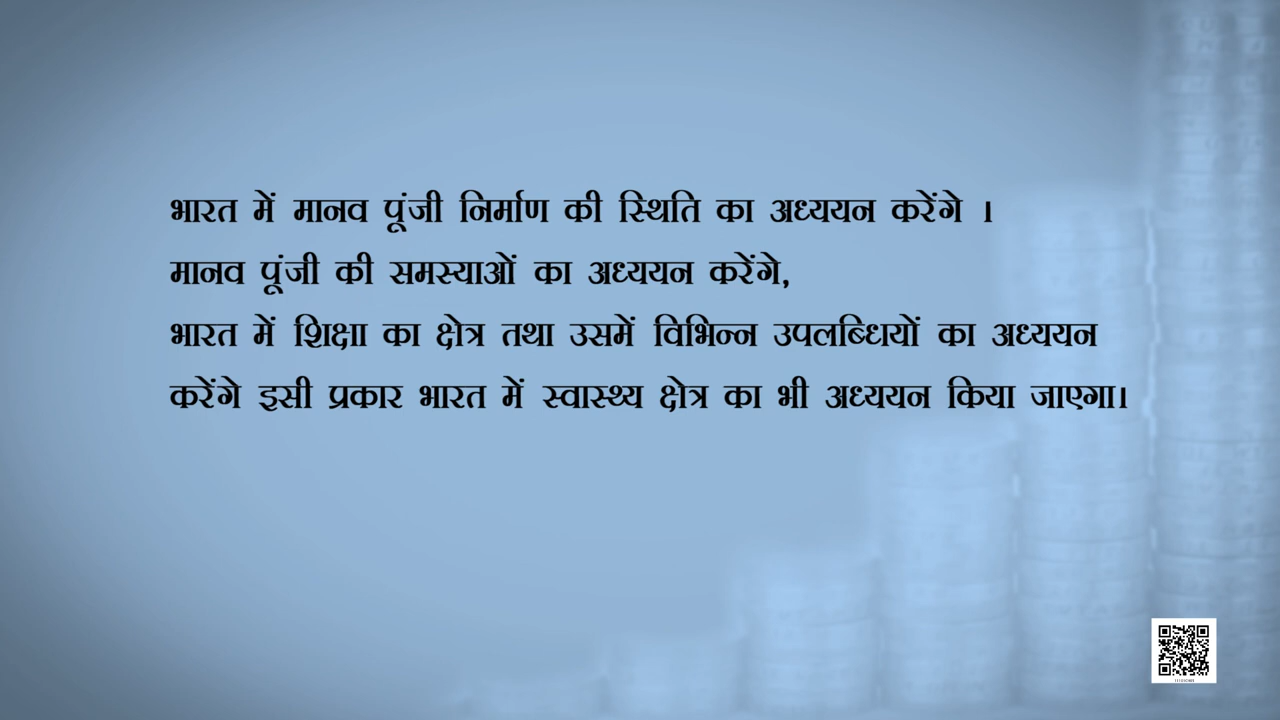 भारत में मानव पूंजी निर्माण की स्थिति का अध्ययन करेंगे ।
मानव पूंजी की समस्याओं का अध्ययन करेंगे,
भारत में शिक्षा का क्षेत्र तथा उसमें विभिन्न उपलब्धियों का अध्ययन
करेंगे इसी प्रकार भारत में स्वास्थ्य क्षेत्र का भी अध्ययन किया जाएगा।